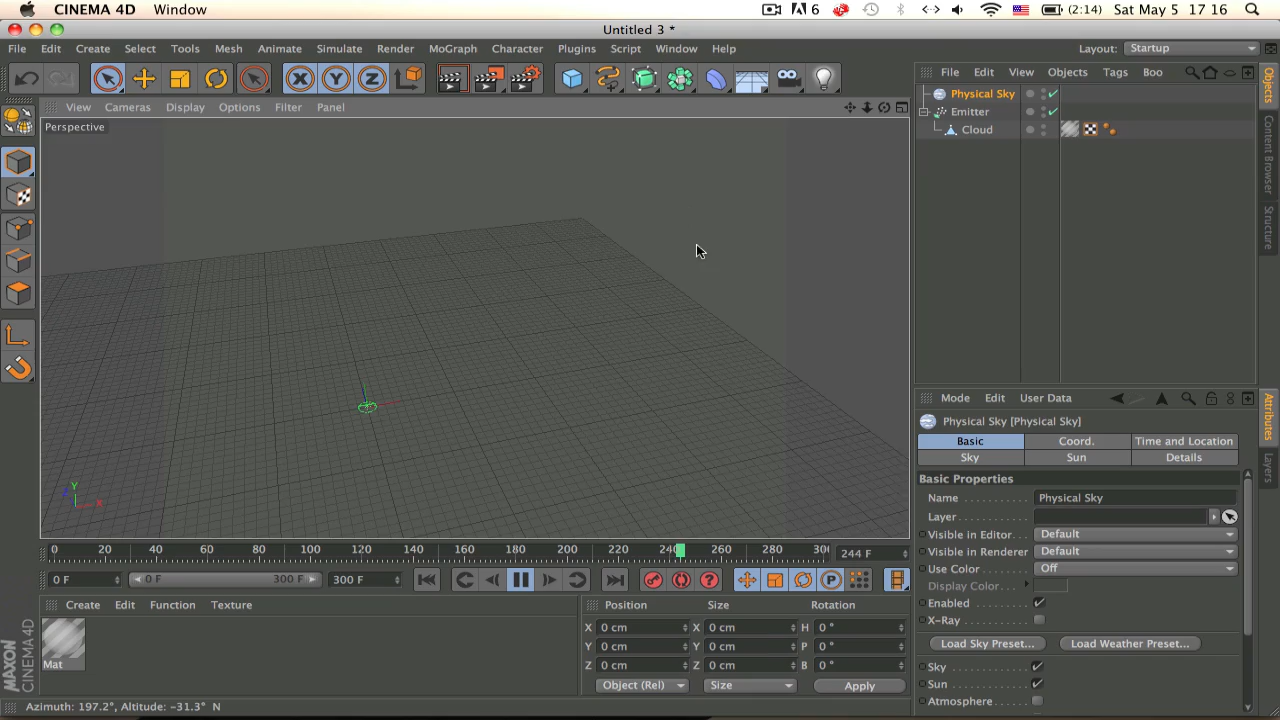 CINEMA 4D Window 6 (2:14) Sat May 5 17 16
Untitled 3 *
File Edit Create Select Tools Mesh Animate Simulate Render MoGraph Character Plugins Script Window Help Layout: Startup
X Y Z
File Edit View Objects Tags Boo
View Cameras Display Options Filter Panel
Perspective
Physical Sky
Emitter
Cloud
Objects
Content Browser
Structure
Y
Z X
Mode Edit User Data
Physical Sky [Physical Sky]
Basic Coord. Time and Location
Sky Sun Details
Attributes
Layers
Basic Properties
Name Physical Sky
Layer
Visible in Editor Default
Visible in Renderer Default
Use Color Off
Display Color
Enabled
X-Ray
Load Sky Preset... Load Weather Preset...
Sky
Sun
Atmosphere
0 20 40 60 80 100 120 140 160 180 200 220 240 260 280 30 244 F
0 F 0 F 300 F 300 F P
Create Edit Function Texture
Mat
Position Size Rotation
X 0 cm X 0 cm H 0 °
Y 0 cm Y 0 cm P 0 °
Z 0 cm Z 0 cm B 0 °
Object (Rel) Size Apply
MAXON
CINEMA 4D
Azimuth: 197.2°, Altitude: -31.3° N